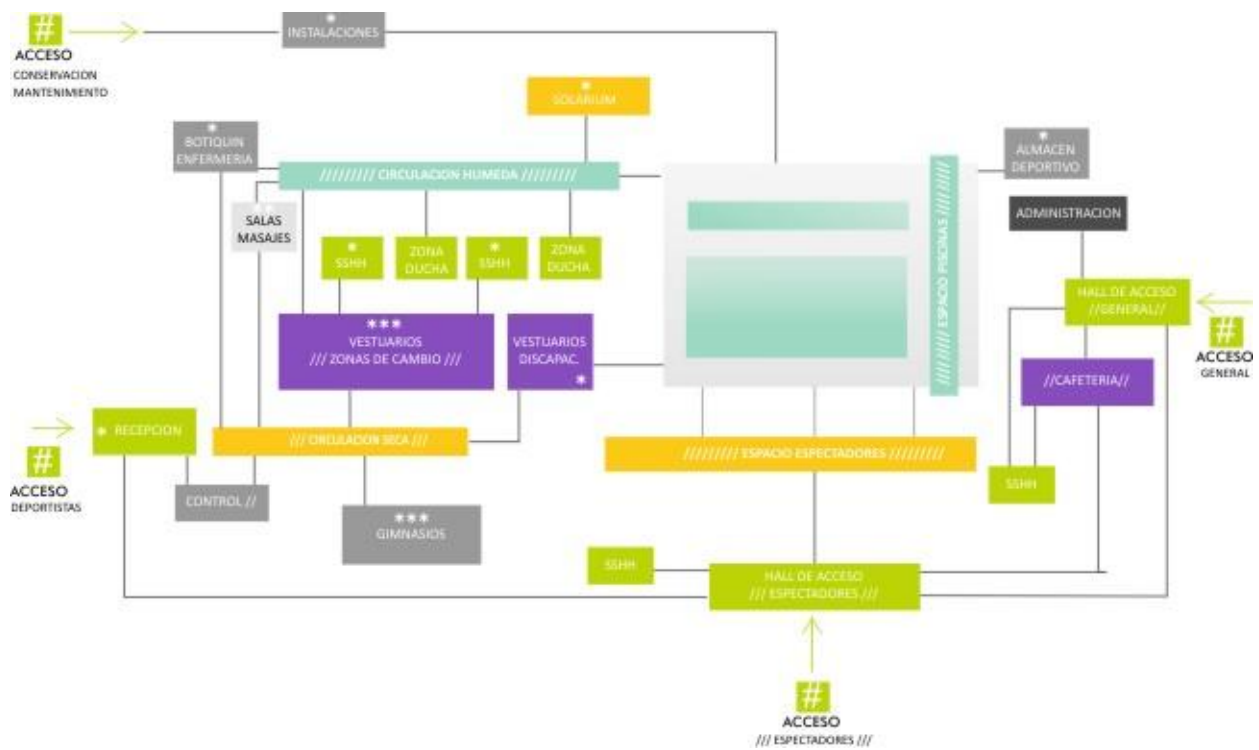 #
ACCESO
CONSERVACION
MANTENIMIENTO
*
INSTALACIONES
*
SOLARIUM
*
BOTIQUIN
ENFERMERIA
///////// CIRCULACION HUMEDA /////////
*
ALMACEN
DEPORTIVO
///////// ESPACIO PISCINAS /////////
**
SALAS
MASAJES
*
SSHH
ZONA
DUCHA
*
SSHH
ZONA
DUCHA
ADMINISTRACION
HALL DE ACCESO
//GENERAL//
#
ACCESO
GENERAL
***
VESTUARIOS
/// ZONAS DE CAMBIO ///
VESTUARIOS
DISCAPAC.
*
//CAFETERIA//
* RECEPCION
/// CIRCULACION SECA ///
///////// ESPACIO ESPECTADORES /////////
#
ACCESO
DEPORTISTAS
CONTROL //
SSHH
***
GIMNASIOS
SSHH
HALL DE ACCESO
/// ESPECTADORES ///
#
ACCESO
/// ESPECTADORES ///